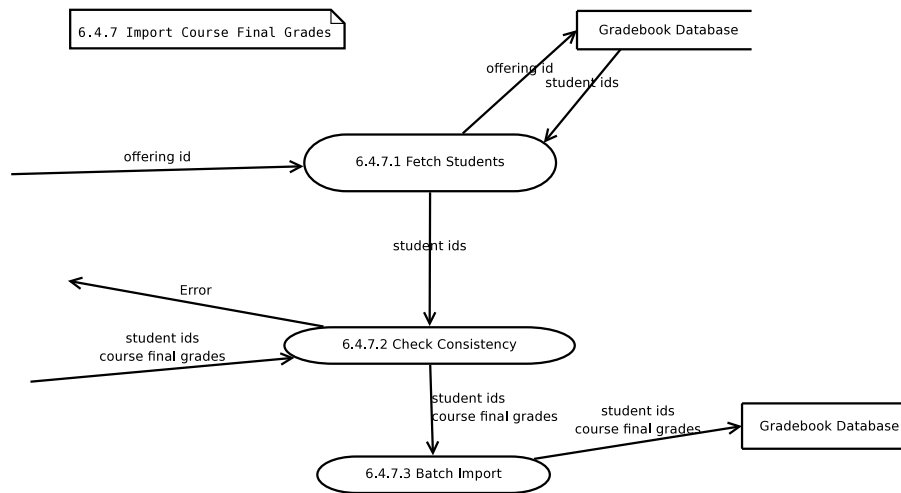 6.4.7 Import Course Final Grades
Gradebook Database
offering id
student ids
offering id
6.4.7.1 Fetch Students
student ids
Error
student ids
course final grades
6.4.7.2 Check Consistency
student ids
course final grades
student ids
course final grades
Gradebook Database
6.4.7.3 Batch Import